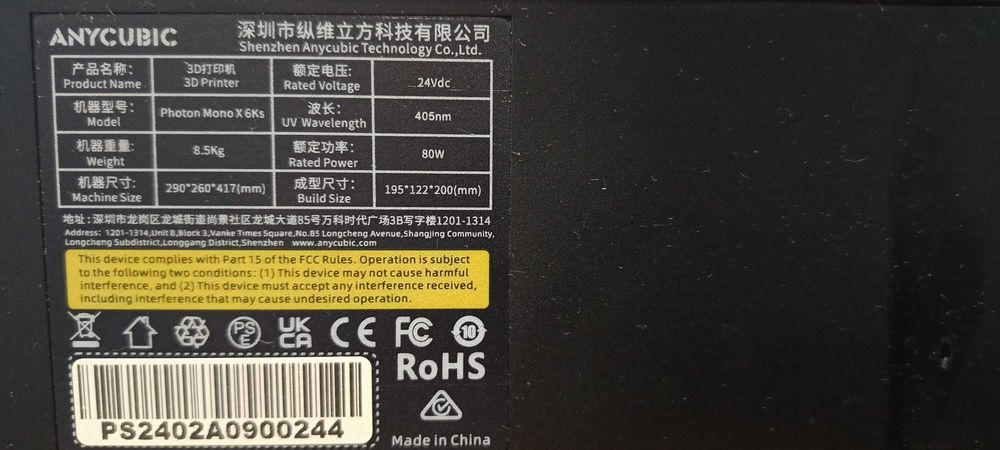 ANYCUBIC
深圳市纵维立方科技有限公司
Shenzhen Anycubic Technology Co.,Ltd.
产品名称: 3D打印机 额定电压: 24Vdc
Product Name 3D Printer Rated Voltage
机器型号: Photon Mono X 6Ks 波长: 405nm
Model UV Wavelength
机器重量: 8.5Kg 额定功率: 80W
Weight Rated Power
机器尺寸: 290*260*417(mm) 成型尺寸: 195*122*200(mm)
Machine Size Build Size
地址:深圳市龙岗区龙城街道尚景社区龙城大道85号万科时代广场3B写字楼1201-1314
Address: 1201-1314,Unit B,Block 3,Vanke Times Square,No.85 Longcheng Avenue,Shangjing Community,
Longcheng Subdistrict,Longgang District,Shenzhen www.anycubic.com
This device complies with Part 15 of the FCC Rules. Operation is subject
to the following two conditions: (1) This device may not cause harmful
interference, and (2) This device must accept any interference received,
including interference that may cause undesired operation.
PS E UK CA CE FC 10
RoHS
PS2402A0900244
Made in China